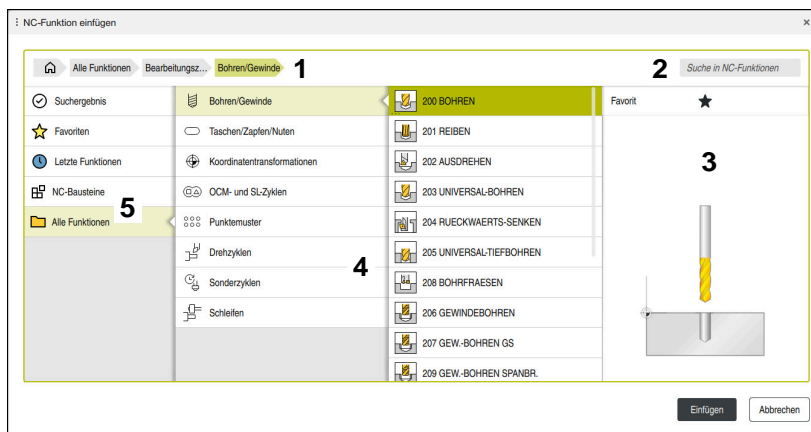 NC-Funktion einfügen
Alle Funktionen
Bearbeitungsz...
Bohren/Gewinde
1
2
Suche in NC-Funktionen
Suchergebnis
Favoriten
Letzte Funktionen
NC-Bausteine
5
Alle Funktionen
Bohren/Gewinde
Taschen/Zapfen/Nuten
Koordinatentransformationen
OCM- und SL-Zyklen
Punktemuster
Drehzyklen
4
Sonderzyklen
Schleifen
200 BOHREN
201 REIBEN
202 AUSDREHEN
203 UNIVERSAL-BOHREN
204 RUECKWAERTS-SENKEN
205 UNIVERSAL-TIEFBOHREN
208 BOHRFRAESEN
206 GEWINDEBOHREN
207 GEW.-BOHREN GS
209 GEW.-BOHREN SPANBR.
Favorit
3
Einfügen
Abbrechen